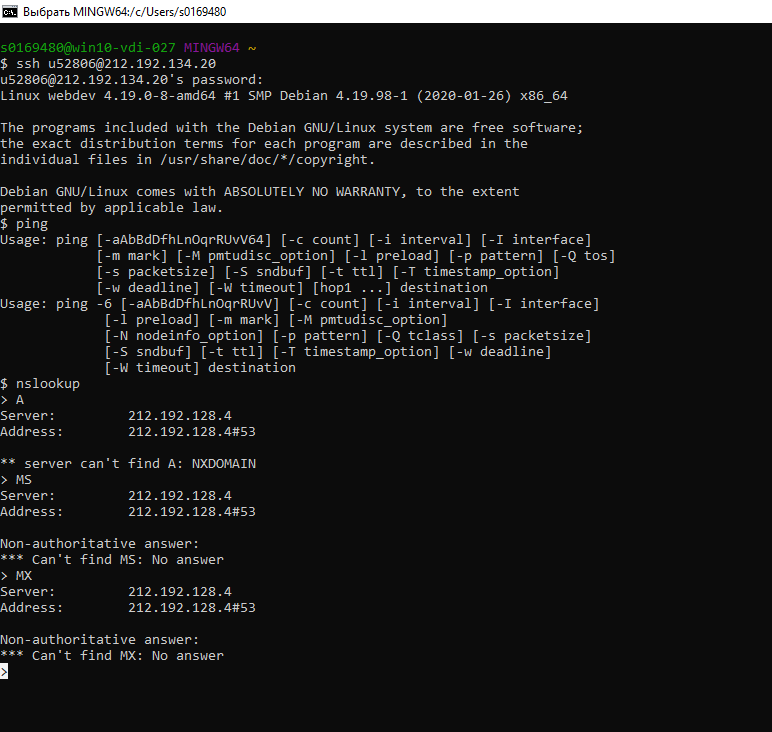 Выбрать MINGW64:/c/Users/s0169480
s0169480@win10-vdi-027 MINGW64 ~
$ ssh u52806@212.192.134.20
u52806@212.192.134.20's password:
Linux webdev 4.19.0-8-amd64 #1 SMP Debian 4.19.98-1 (2020-01-26) x86_64
The programs included with the Debian GNU/Linux system are free software;
the exact distribution terms for each program are described in the
individual files in /usr/share/doc/*/copyright.
Debian GNU/Linux comes with ABSOLUTELY NO WARRANTY, to the extent
permitted by applicable law.
$ ping
Usage: ping [-aAbBdDfhLnOqrRUvV64] [-c count] [-i interval] [-I interface]
            [-m mark] [-M pmtudisc_option] [-l preload] [-p pattern] [-Q tos]
            [-s packetsize] [-S sndbuf] [-t ttl] [-T timestamp_option]
            [-w deadline] [-W timeout] [hop1 ...] destination
Usage: ping -6 [-aAbBdDfhLnOqrRUvV] [-c count] [-i interval] [-I interface]
             [-l preload] [-m mark] [-M pmtudisc_option]
             [-N nodeinfo_option] [-p pattern] [-Q tclass] [-s packetsize]
             [-S sndbuf] [-t ttl] [-T timestamp_option] [-w deadline]
             [-W timeout] destination
$ nslookup
> A
Server:         212.192.128.4
Address:        212.192.128.4#53
** server can't find A: NXDOMAIN
> MS
Server:         212.192.128.4
Address:        212.192.128.4#53
Non-authoritative answer:
*** Can't find MS: No answer
> MX
Server:         212.192.128.4
Address:        212.192.128.4#53
Non-authoritative answer:
*** Can't find MX: No answer
>